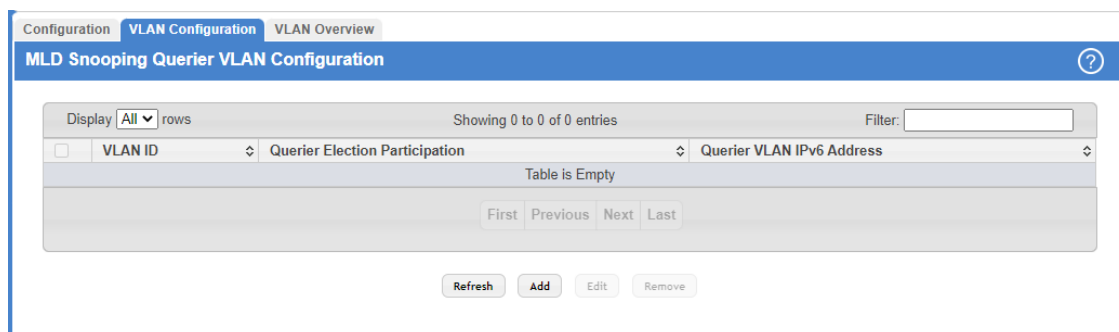 Configuration VLAN Configuration VLAN Overview
MLD Snooping Querier VLAN Configuration ?
Display All rows Showing 0 to 0 of 0 entries Filter:
VLAN ID Querier Election Participation Querier VLAN IPv6 Address
Table is Empty
First Previous Next Last
Refresh Add Edit Remove